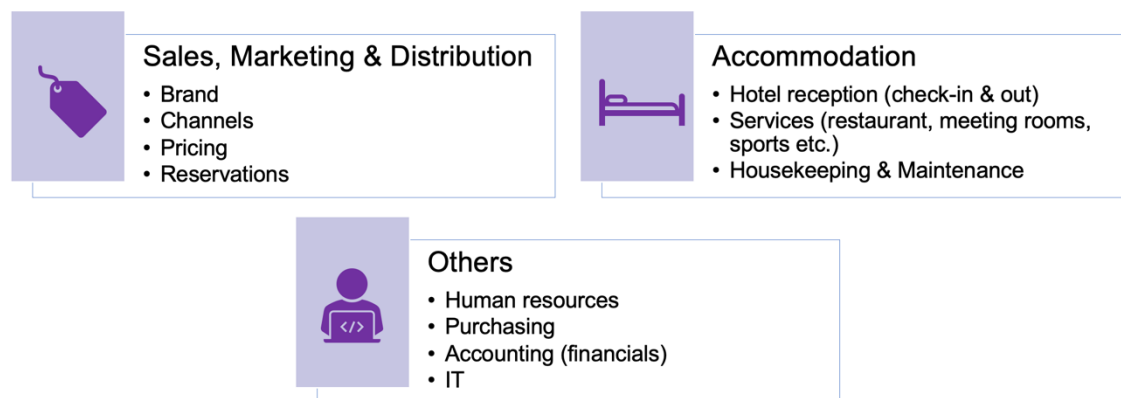 Sales, Marketing & Distribution
• Brand
• Channels
• Pricing
• Reservations
Accommodation
• Hotel reception (check-in & out)
• Services (restaurant, meeting rooms,
sports etc.)
• Housekeeping & Maintenance
</>
Others
• Human resources
• Purchasing
• Accounting (financials)
• IT